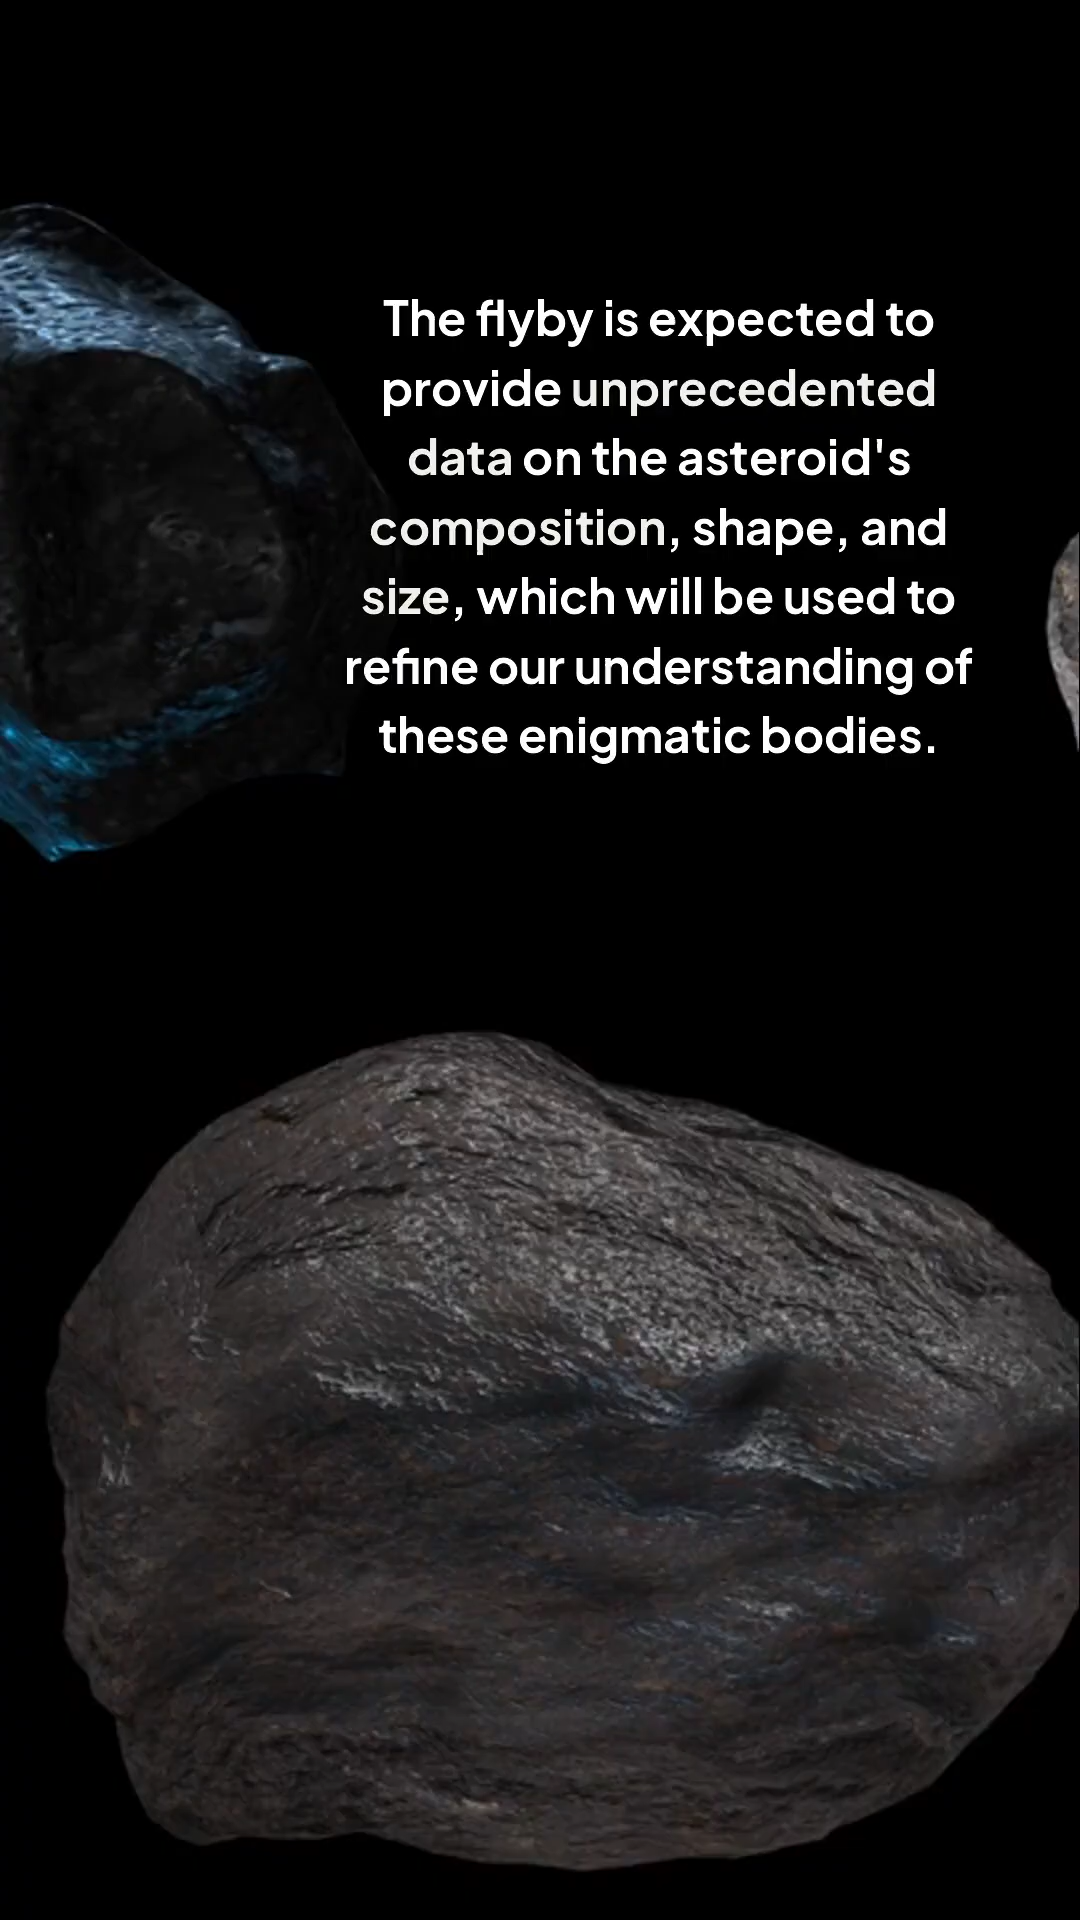 The flyby is expected to
provide unprecedented
data on the asteroid's
composition, shape, and
size, which will be used to
refine our understanding of
these enigmatic bodies.